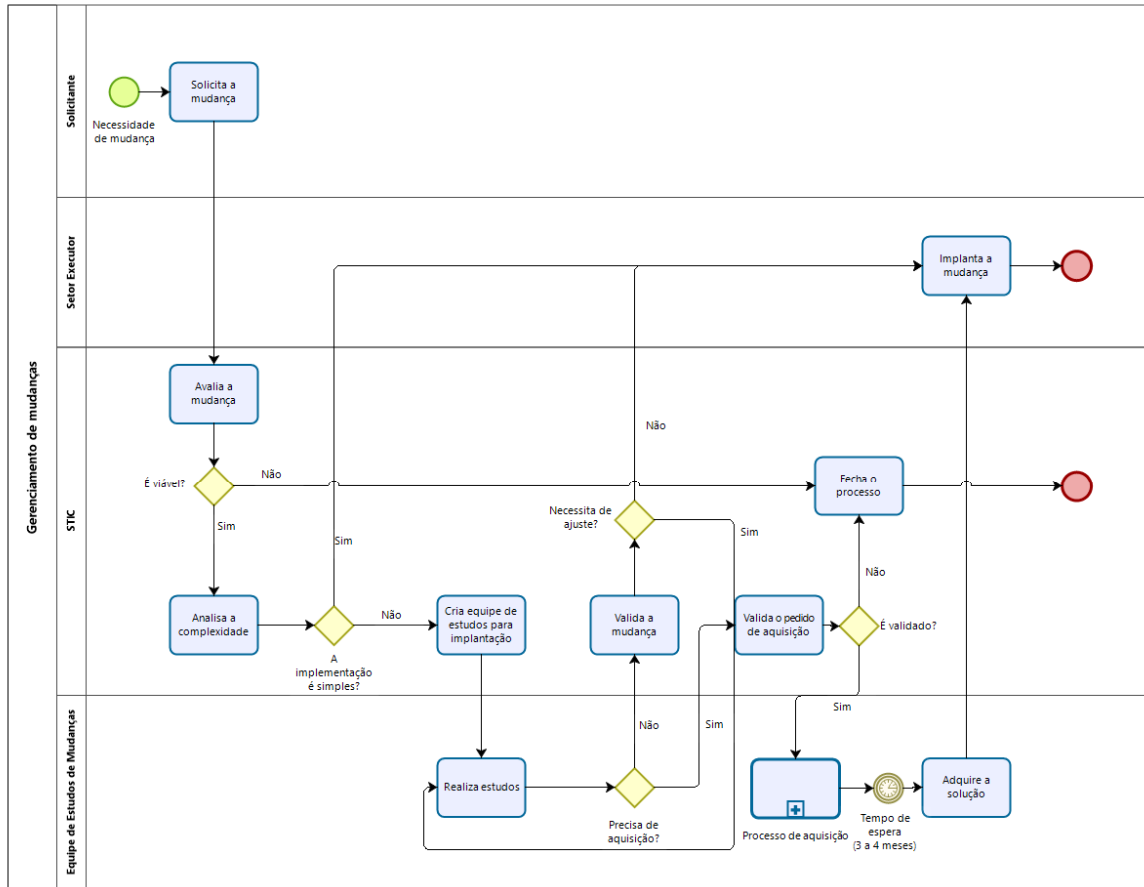 Gerenciamento de mudanças
Solicitante
Necessidade
de mudança
Solicita a
mudança
Setor Executor
Implanta a
mudança
STIC
Avalia a
mudança
É viável?
Não
Sim
Fecha o
processo
Não
Necessita de
ajuste?
Sim
Analisa a
complexidade
Sim
A
implementação
é simples?
Não
Cria equipe de
estudos para
implantação
Valida a
mudança
Valida o pedido
de aquisição
É validado?
Não
Sim
Equipe de Estudos de Mudanças
Realiza estudos
Não
Sim
Precisa de
aquisição?
Processo de aquisição
Tempo de
espera
(3 a 4 meses)
Adquire a
solução